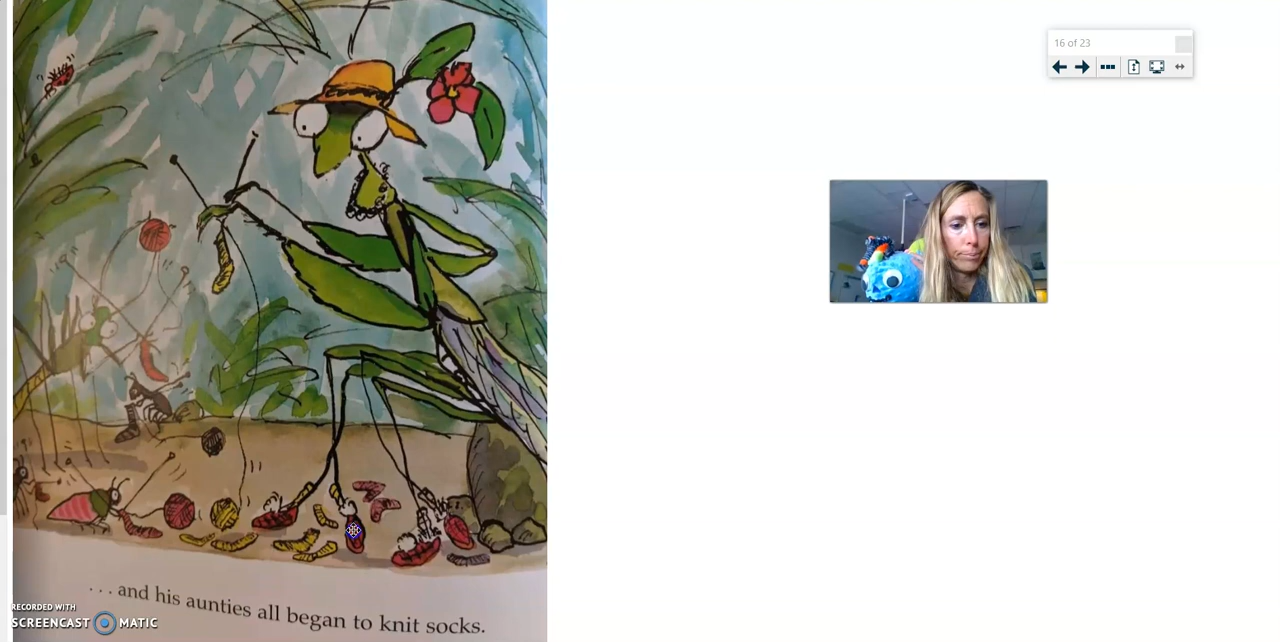 16 of 23
... and his aunties all began to knit socks.
RECORDED WITH
SCREENCAST MATIC